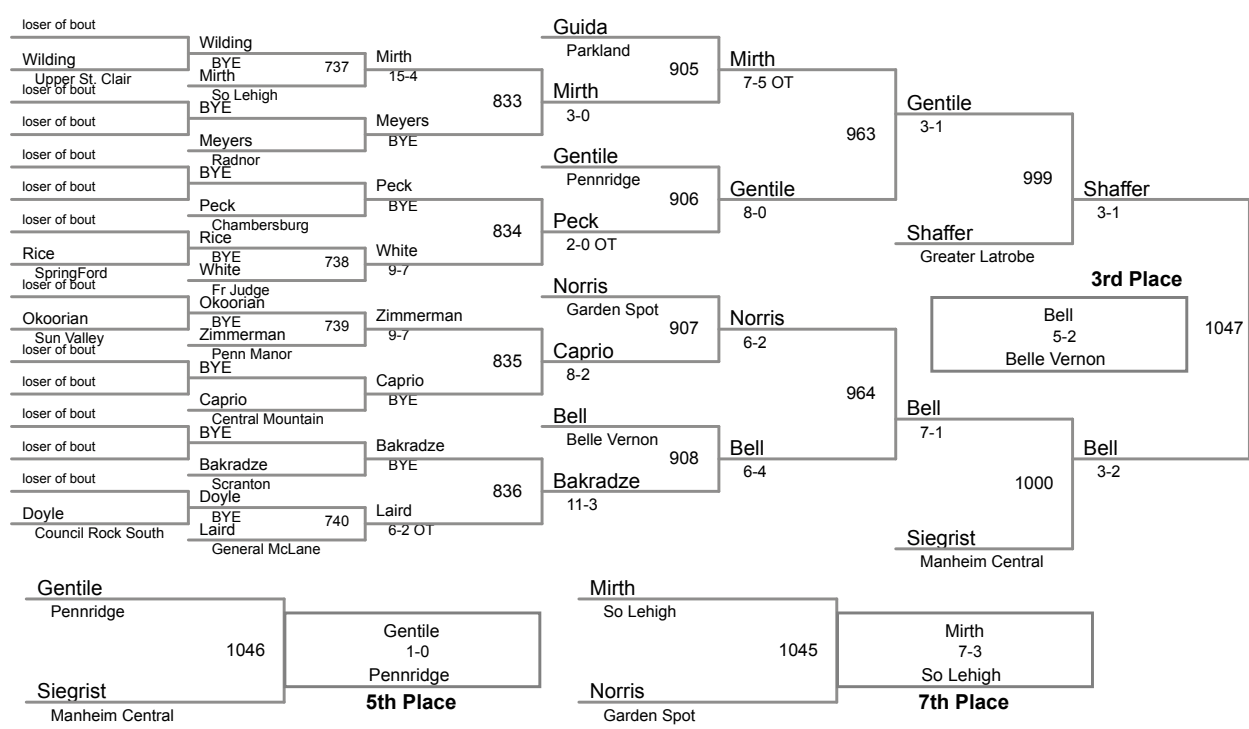 loser of bout
Wilding
Upper St. Clair
loser of bout
loser of bout
loser of bout
loser of bout
loser of bout
Rice
SpringFord
loser of bout
Okoorian
Sun Valley
loser of bout
loser of bout
loser of bout
loser of bout
loser of bout
Doyle
Council Rock South
Wilding
BYE
737
Mirth
So Lehigh
BYE
Meyers
Radnor
BYE
Peck
Chambersburg
Rice
BYE
738
White
Fr Judge
Okoorian
BYE
739
Zimmerman
Penn Manor
BYE
Caprio
Central Mountain
BYE
Bakradze
Scranton
Doyle
BYE
740
Laird
General McLane
Mirth
15-4
833
Meyers
BYE
Peck
BYE
834
White
9-7
Zimmerman
9-7
835
Caprio
BYE
Bakradze
BYE
836
Laird
6-2 OT
Guida
Parkland
905
Mirth
3-0
Gentile
Pennridge
906
Peck
2-0 OT
Norris
Garden Spot
907
Caprio
8-2
Bell
Belle Vernon
908
Bakradze
11-3
Mirth
7-5 OT
963
Gentile
8-0
Norris
6-2
964
Bell
6-4
Gentile
3-1
999
Shaffer
Greater Latrobe
Bell
7-1
1000
Siegrist
Manheim Central
Shaffer
3-1
1047
Bell
3-2
3rd Place
Bell
5-2
Belle Vernon
Gentile
Pennridge
1046
Siegrist
Manheim Central
Gentile
1-0
Pennridge
5th Place
Mirth
So Lehigh
1045
Norris
Garden Spot
Mirth
7-3
So Lehigh
7th Place